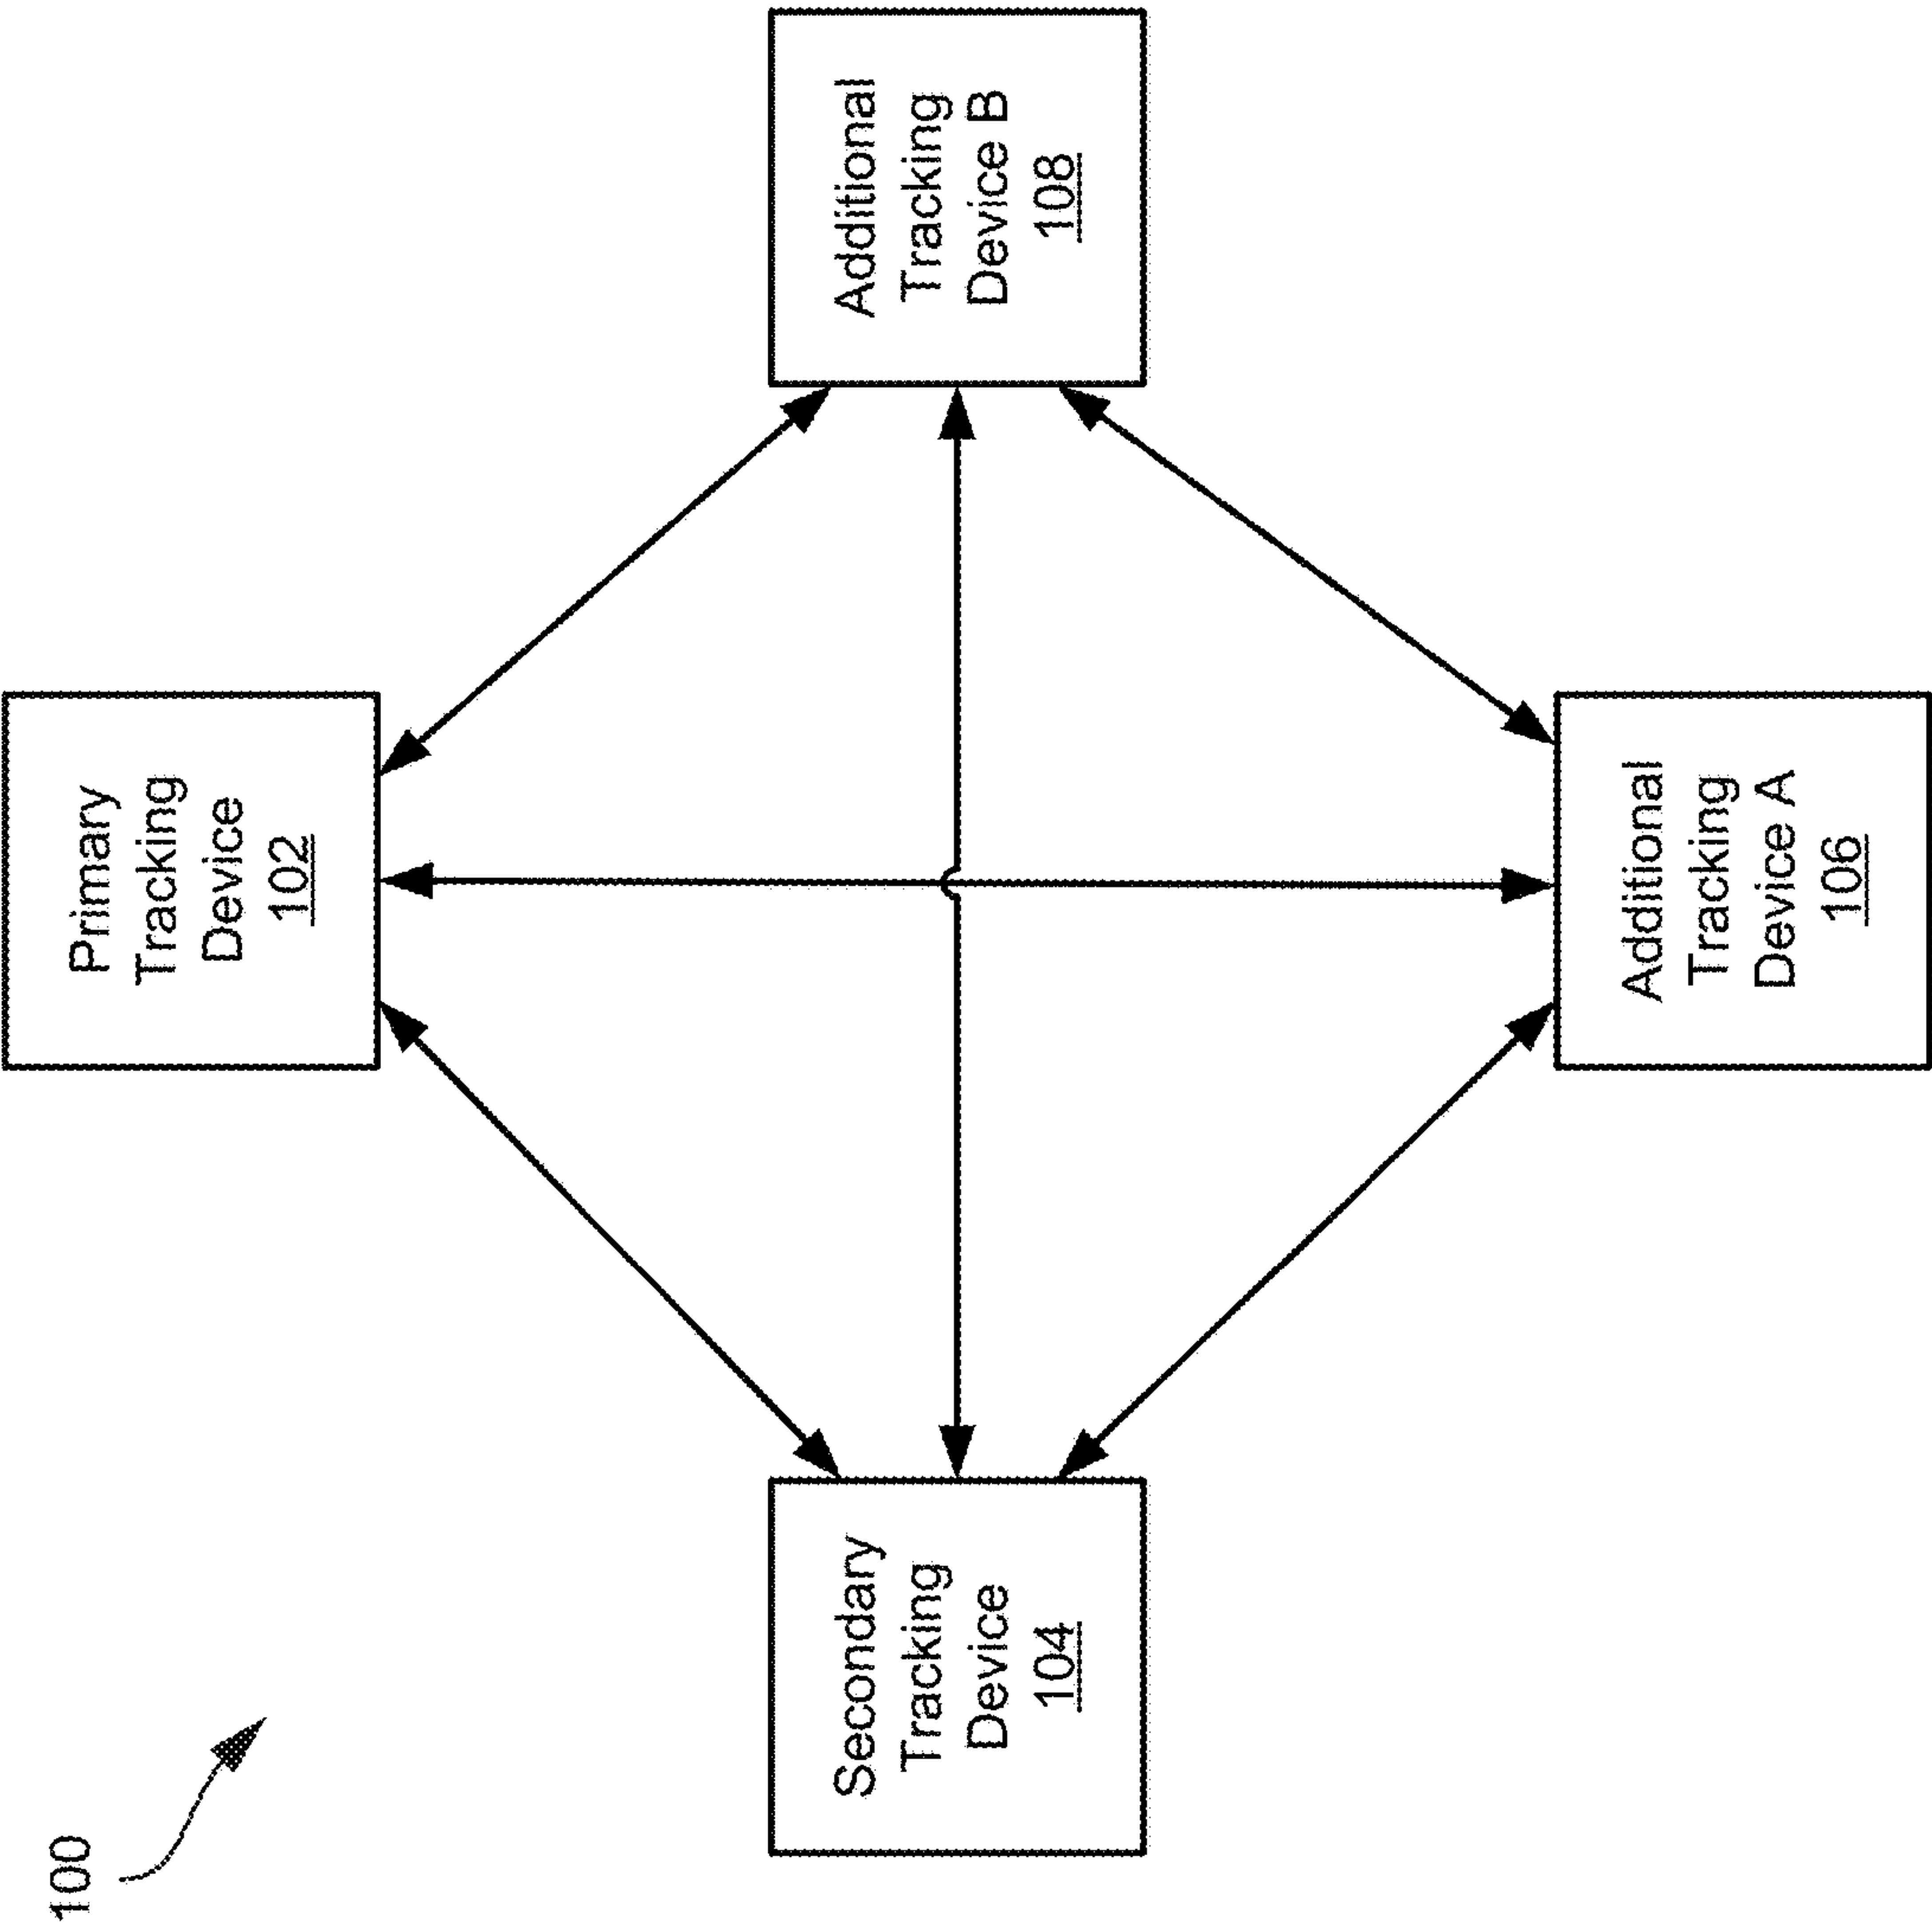 100
Primary
Tracking
Device
102
Secondary
Tracking
Device
104
Additional
Tracking
Device B
108
Additional
Tracking
Device A
106